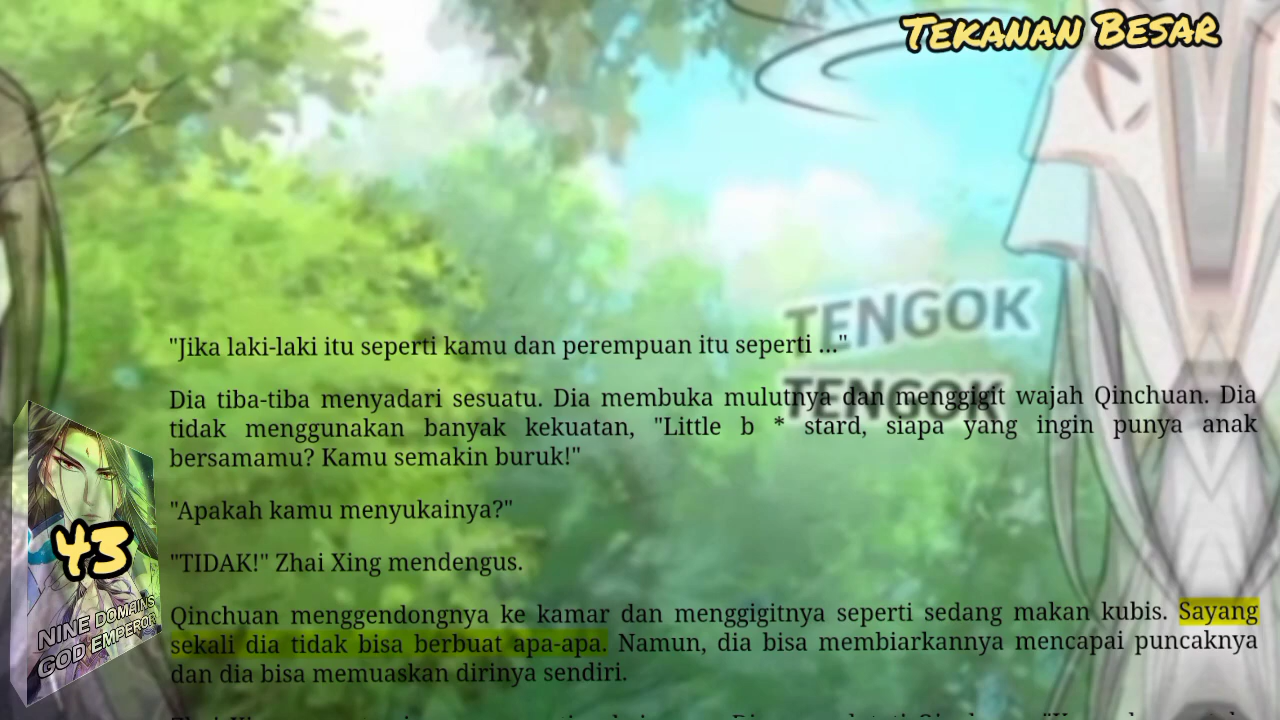 TEKANAN BESAR
TENGOK
"Jika laki-laki itu seperti kamu dan perempuan itu seperti ..."
TENGOK
Dia tiba-tiba menyadari sesuatu. Dia membuka mulutnya dan menggigit wajah Qinchuan. Dia
tidak menggunakan banyak kekuatan, "Little b * stard, siapa yang ingin punya anak
bersamamu? Kamu semakin buruk!"
"Apakah kamu menyukainya?"
"TIDAK!" Zhai Xing mendengus.
43
NINE DOMAINS
GOD EMPEROR
Qinchuan menggendongnya ke kamar dan menggigitnya seperti sedang makan kubis. Sayang
sekali dia tidak bisa berbuat apa-apa. Namun, dia bisa membiarkannya mencapai puncaknya
dan dia bisa memuaskan dirinya sendiri.